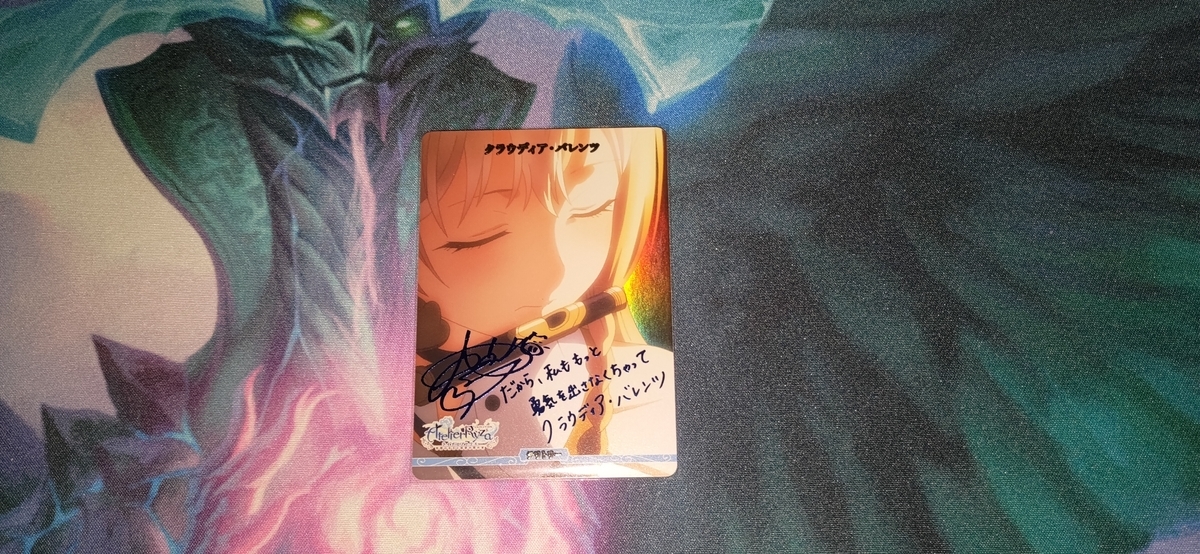 クラウディア・バレンツ
だから、私ももっと
勇気を出さなくちゃって
クラウディア・バレンツ
Atelier Ryza